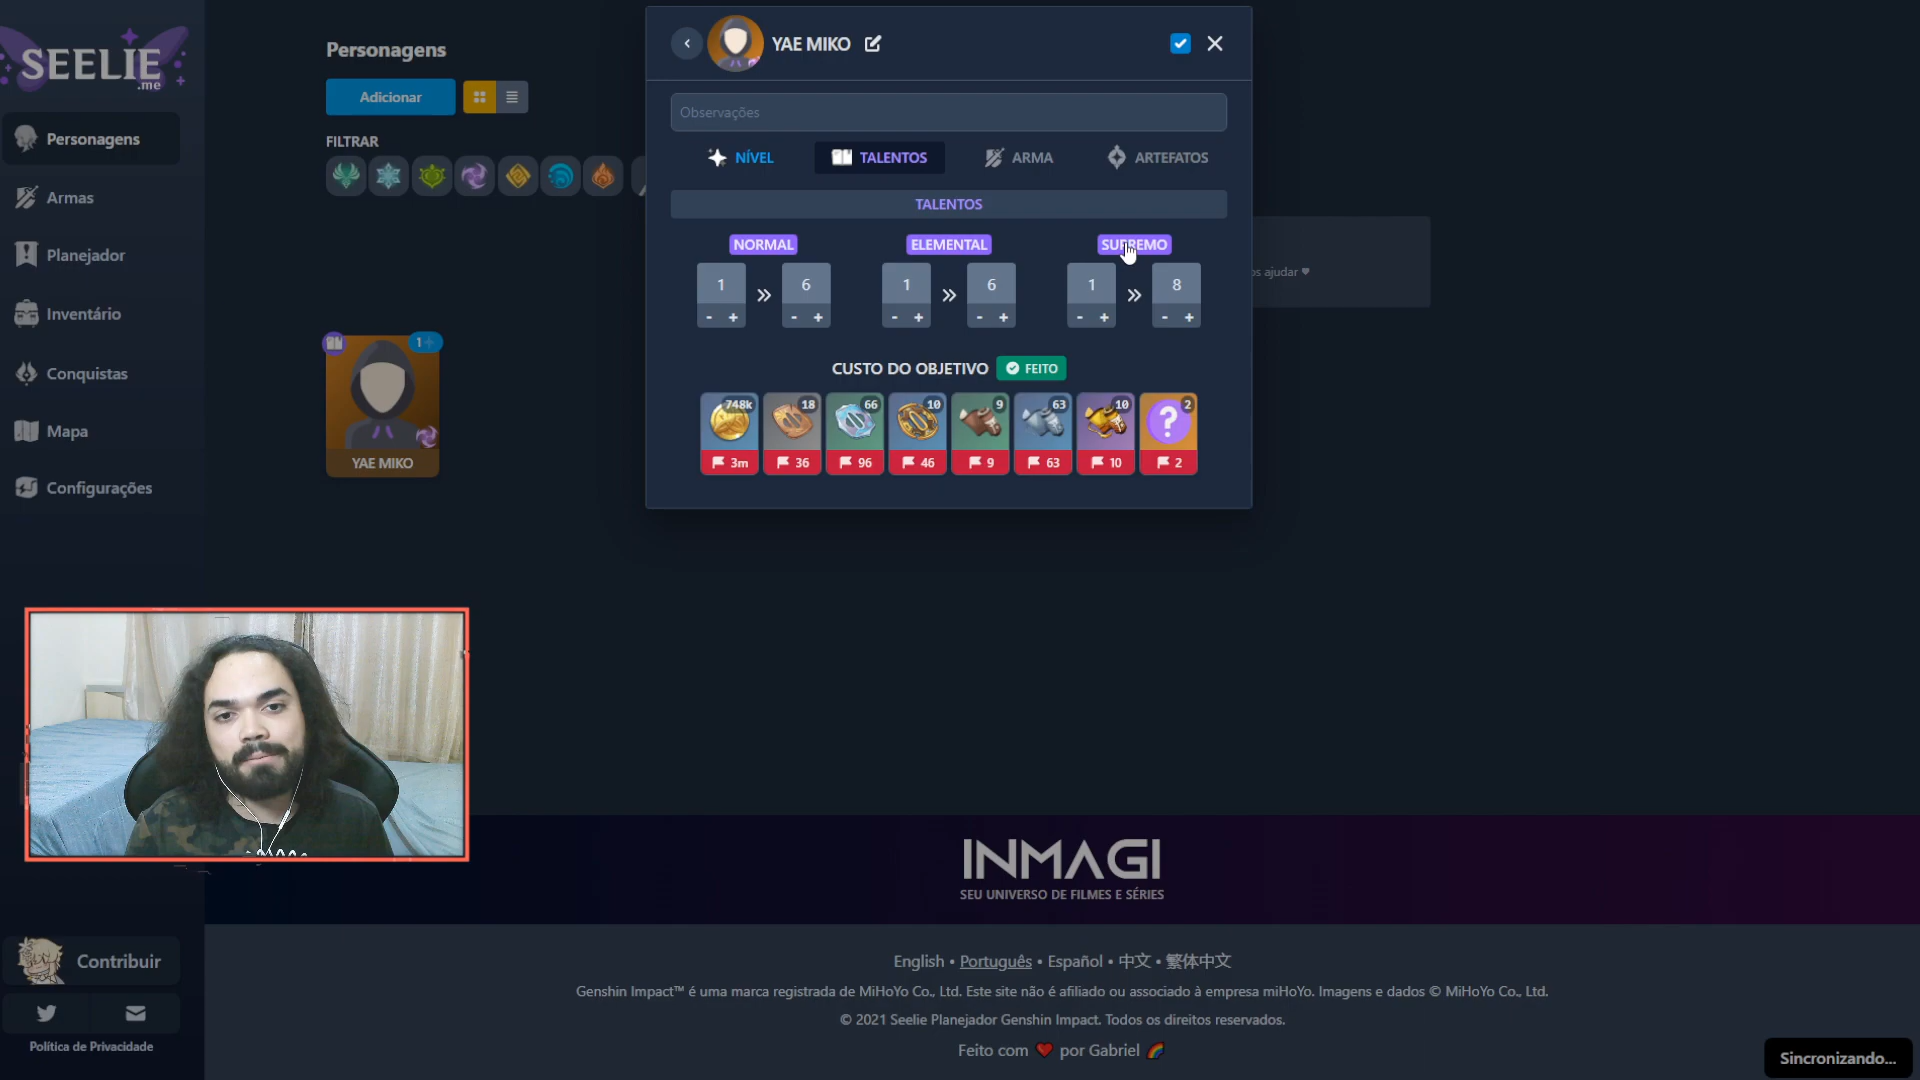 SEELIE
.me
Personagens
Armas
Planejador
Inventário
Conquistas
Mapa
Configurações
Contribuir
Política de Privacidade
Personagens
Adicionar
FILTRAR
1
YAE MIKO
YAE MIKO
Observações
NÍVEL
TALENTOS
ARMA
ARTEFATOS
TALENTOS
NORMAL
ELEMENTAL
SUPREMO
1 » 6
1 » 6
1 » 8
- + - +
- + - +
- + - +
CUSTO DO OBJETIVO
FEITO
748k 18 66 10 9 63 10 2
3m 36 96 46 9 63 10 2
ajudar ♥
INMAGI
SEU UNIVERSO DE FILMES E SÉRIES
English • Português • Español • 中文 • 繁体中文
Genshin Impact™ é uma marca registrada de MiHoYo Co., Ltd. Este site não é afiliado ou associado à empresa miHoYo. Imagens e dados © MiHoYo Co., Ltd.
© 2021 Seelie Planejador Genshin Impact. Todos os direitos reservados.
Feito com ❤️ por Gabriel 🌈
Sincronizando...